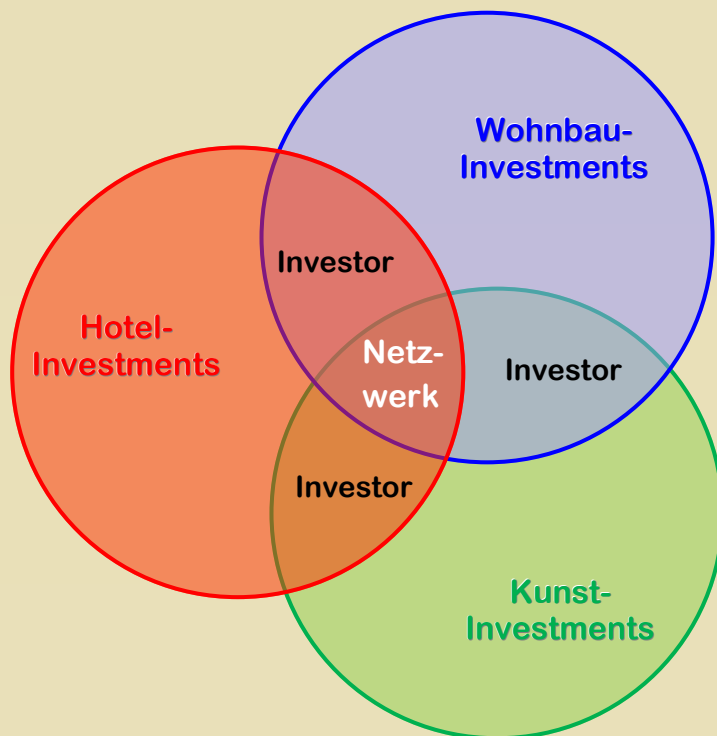 Wohnbau-
Investments
Investor
Hotel-
Investments
Netz-
werk
Investor
Investor
Kunst-
Investments